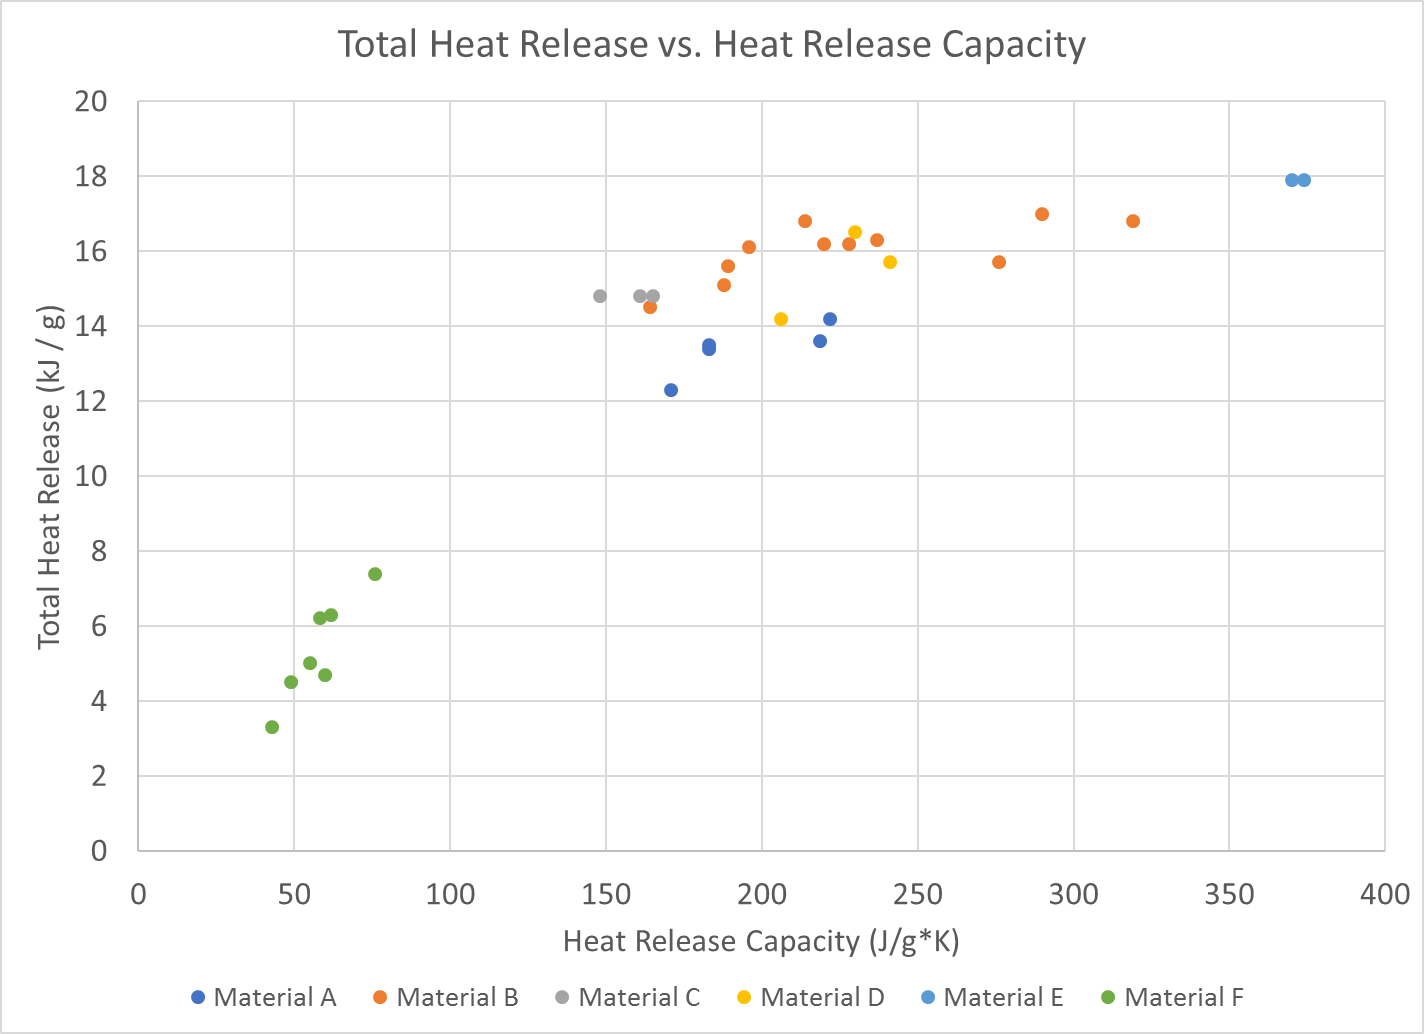 Total Heat Release vs. Heat Release Capacity
Total Heat Release (kJ / g)
20
18
16
14
12
10
8
6
4
2
0
0 50 100 150 200 250 300 350 400
Heat Release Capacity (J/g*K)
Material A Material B Material C Material D Material E Material F